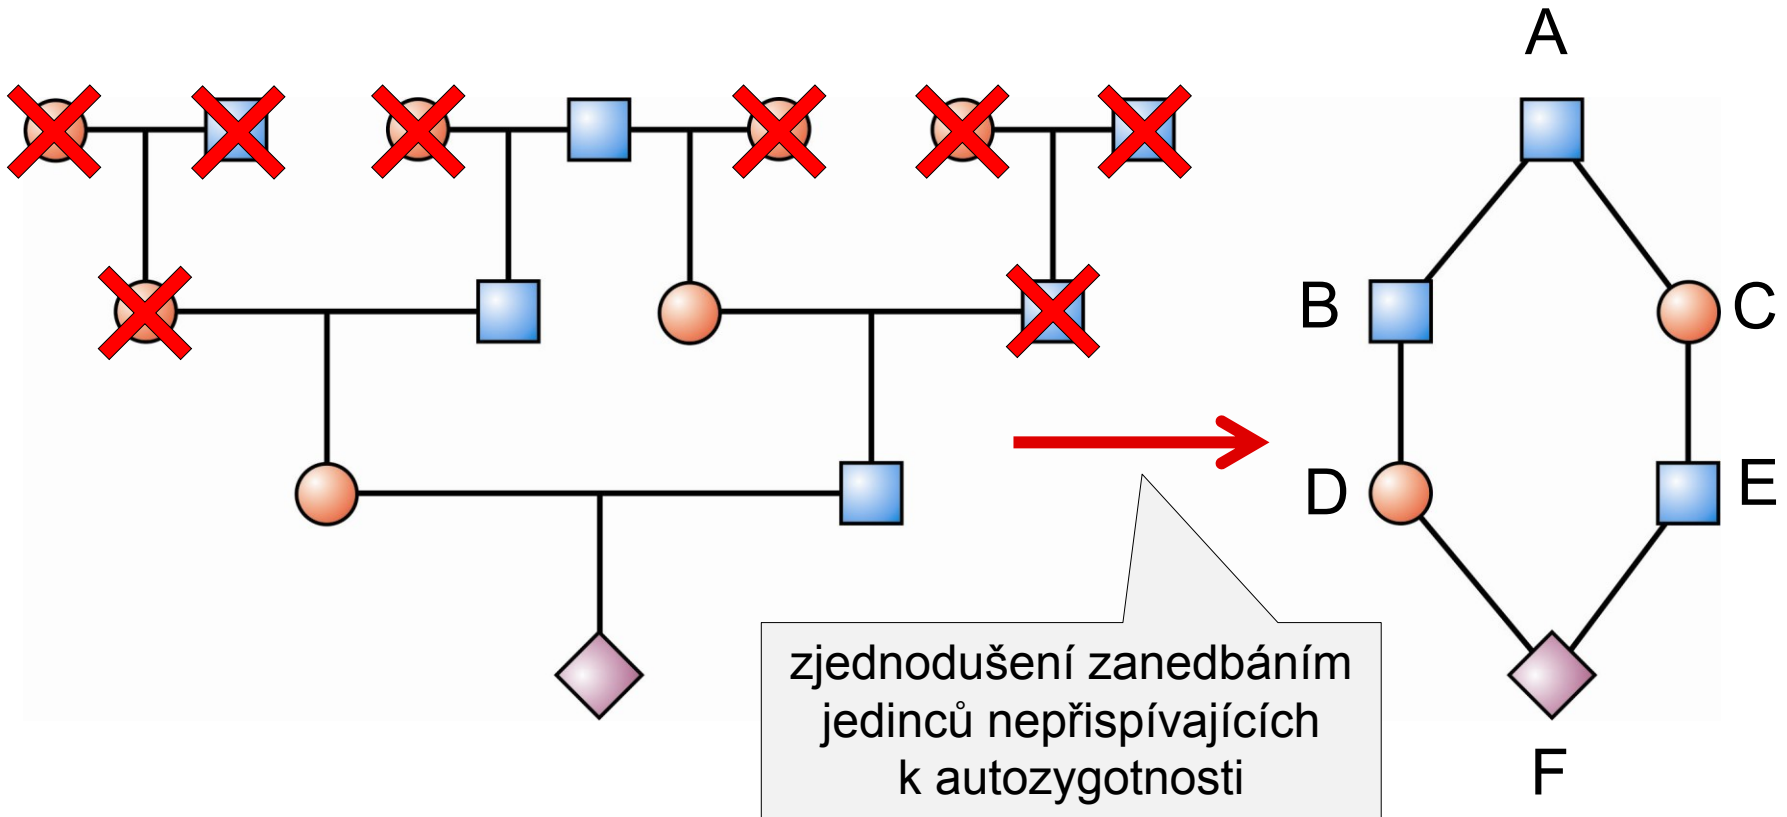 A
B
C
D
E
zjednodušení zanedbáním
jedinců nepřispívajících
k autozygotnosti
F